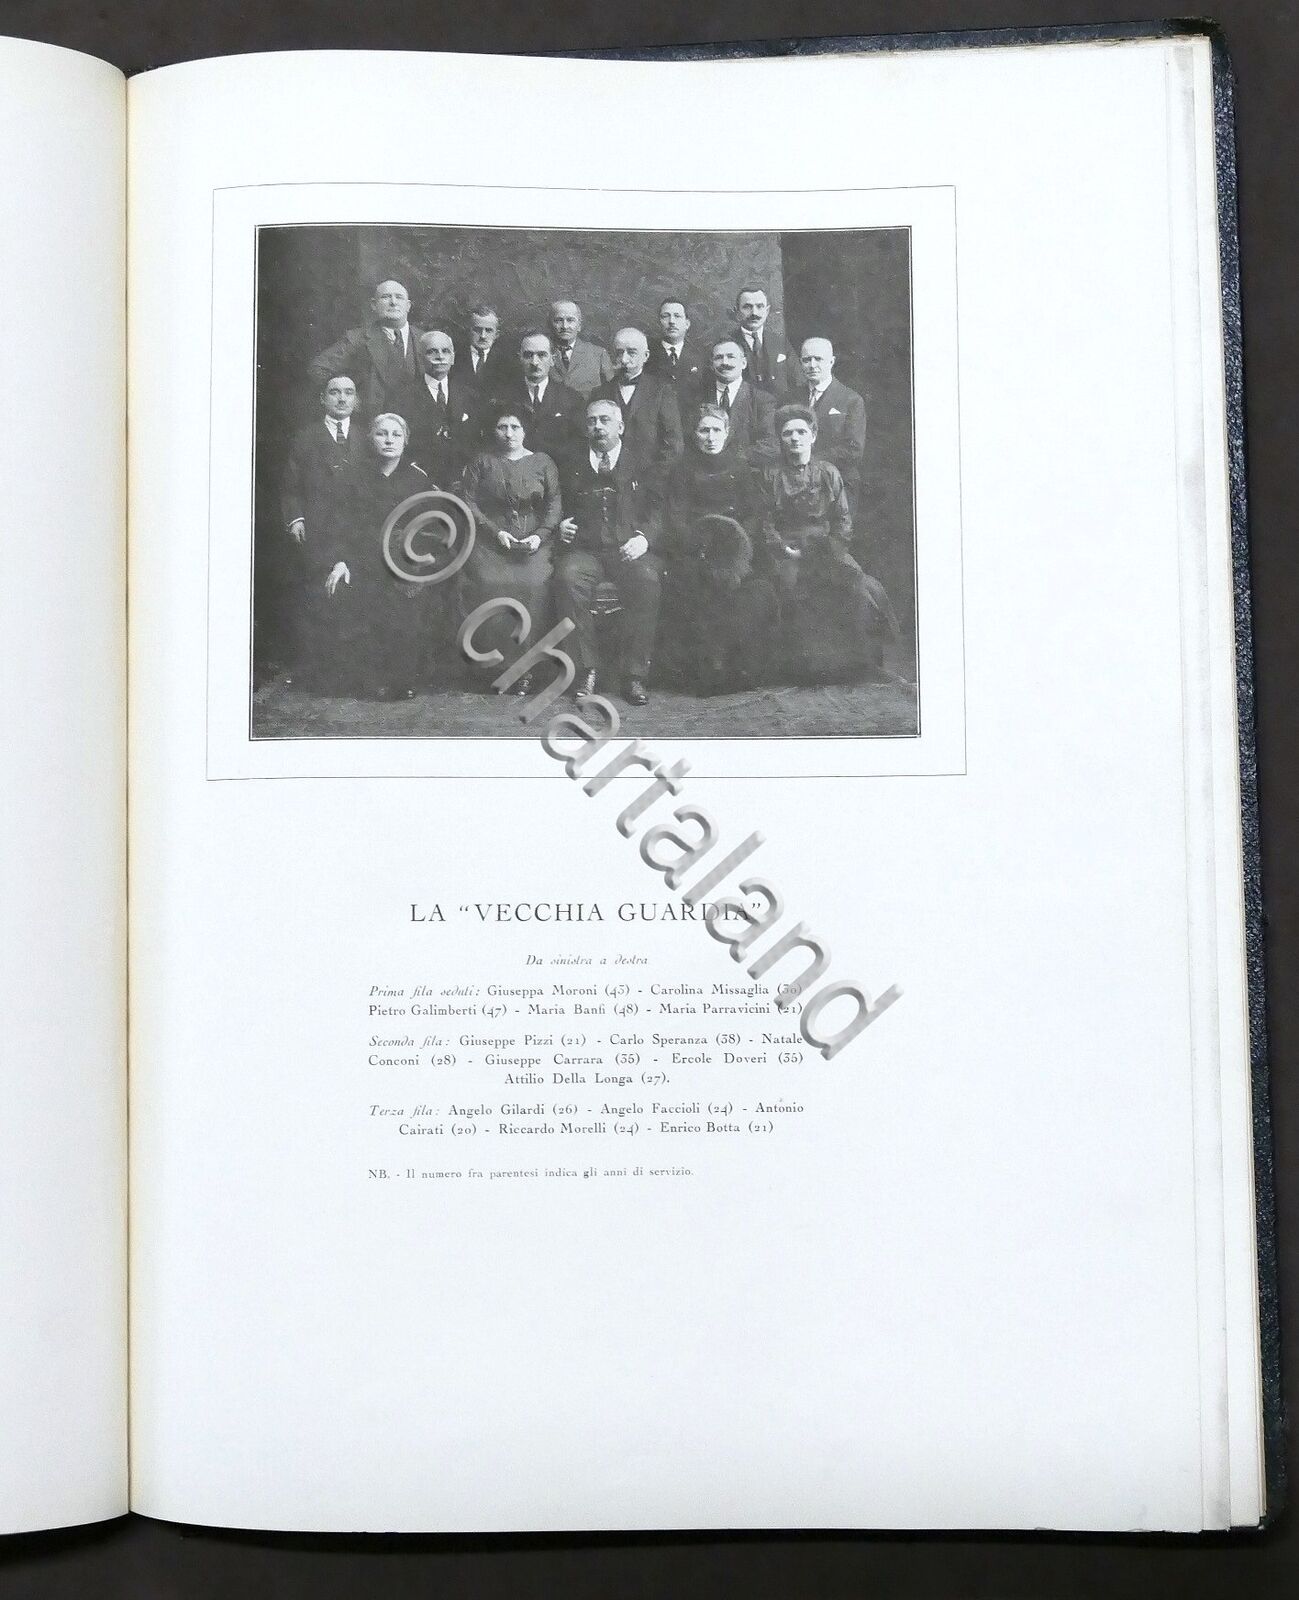 LA "VECCHIA GUARDIA"
Da sinistra a destra
Prima fila seduti: Giuseppa Moroni (43) - Carolina Missaglia (30)
Pietro Galimberti (47) - Maria Banfi (48) - Maria Parravicini (21)
Seconda fila: Giuseppe Pizzi (21) - Carlo Speranza (38) - Natale
Conconi (28) - Giuseppe Carrara (35) - Ercole Doveri (35)
Attilio Della Longa (27).
Terza fila: Angelo Gilardi (26) - Angelo Faccioli (24) - Antonio
Cairati (20) - Riccardo Morelli (24) - Enrico Botta (21)
NB. - Il numero fra parentesi indica gli anni di servizio.
© chartaland